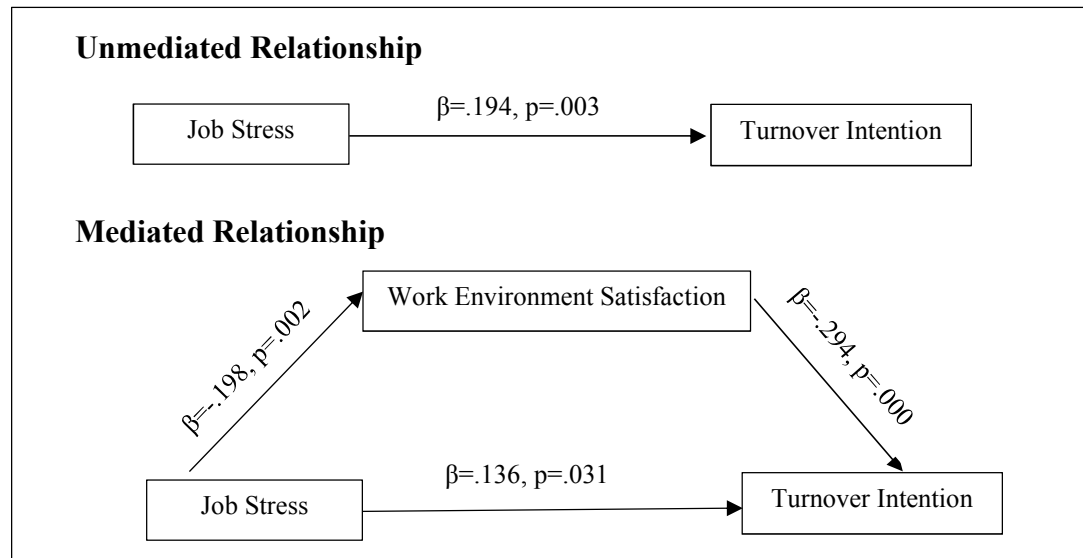 Unmediated Relationship
β=.194, p=.003
Job Stress
Turnover Intention
Mediated Relationship
Work Environment Satisfaction
β=-.198, p=.002
β=-.294, p=.000
β=.136, p=.031
Job Stress
Turnover Intention